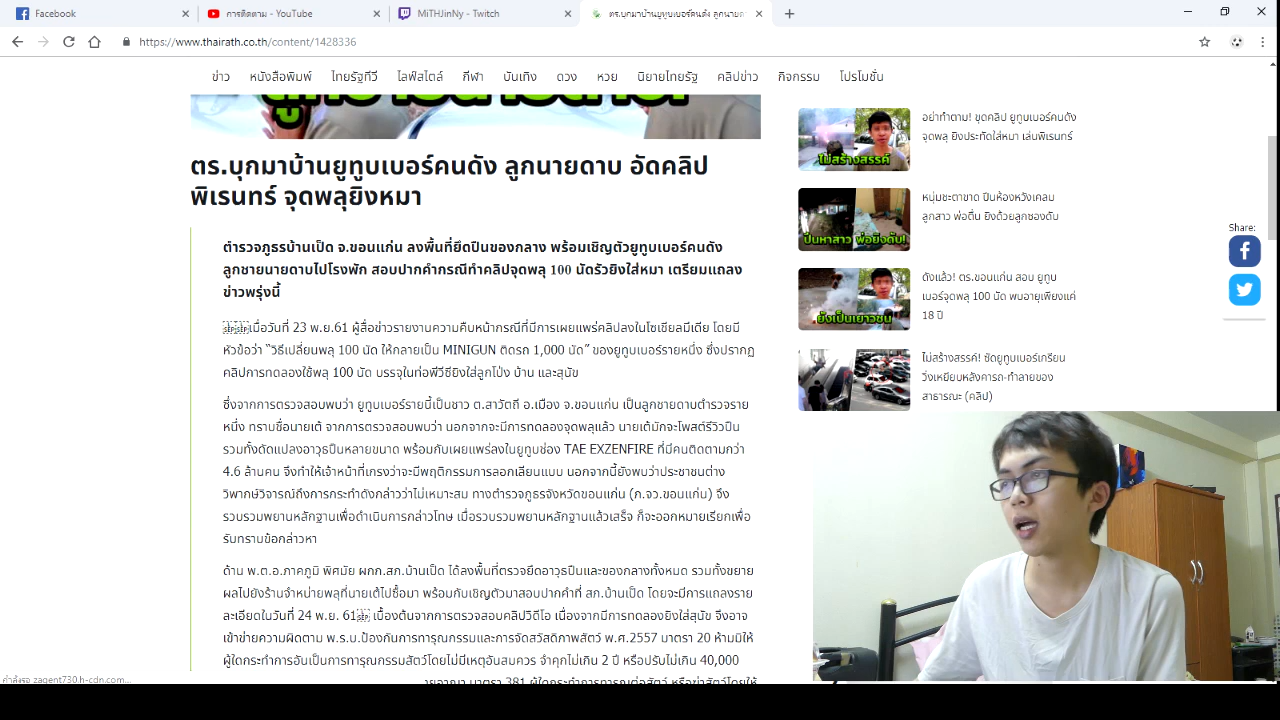 Facebook
การติดตาม - YouTube
MiTHJinNy - Twitch
ตร.บุกมาบ้านยูทูบเบอร์คนดัง ลูกนายดา
https://www.thairath.co.th/content/1428336
ข่าว หนังสือพิมพ์ ไทยรัฐทีวี ไลฟ์สไตล์ กีฬา บันเทิง ดวง หวย นิยายไทยรัฐ คลิปข่าว กิจกรรม โปรโมชั่น
ตร.บุกมาบ้านยูทูบเบอร์คนดัง ลูกนายดาบ อัดคลิป
พิเรนทร์ จุดพลุยิงหมา
ตำรวจภูธรบ้านเป็ด จ.ขอนแก่น ลงพื้นที่ยึดปืนของกลาง พร้อมเชิญตัวยูทูบเบอร์คนดัง
ลูกชายนายดาบไปโรงพัก สอบปากคำกรณีทำคลิปจุดพลุ 100 นัดรัวยิงใส่หมา เตรียมแถลง
ข่าวพรุ่งนี้
เมื่อวันที่ 23 พ.ย.61 ผู้สื่อข่าวรายงานความคืบหน้ากรณีที่มีการเผยแพร่คลิปลงในโซเชียลมีเดีย โดยมี
หัวข้อว่า “วิธีเปลี่ยนพลุ 100 นัด ให้กลายเป็น MINIGUN ติดรถ 1,000 นัด” ของยูทูบเบอร์รายหนึ่ง ซึ่งปรากฏ
คลิปการทดลองใช้พลุ 100 นัด บรรจุในท่อพีวีซียิงใส่ลูกโป่ง บ้าน และสุนัข
ซึ่งจากการตรวจสอบพบว่า ยูทูบเบอร์รายนี้เป็นชาว ต.สาวัตถี อ.เมือง จ.ขอนแก่น เป็นลูกชายดาบตำรวจราย
หนึ่ง ทราบชื่อนายเต้ จากการตรวจสอบพบว่า นอกจากจะมีการทดลองจุดพลุแล้ว นายเต้มักจะโพสต์รีวิวปืน
รวมทั้งดัดแปลงอาวุธปืนหลายขนาด พร้อมกับเผยแพร่ลงในยูทูบช่อง TAE EXZENFIRE ที่มีคนติดตามกว่า
4.6 ล้านคน จึงทำให้เจ้าหน้าที่เกรงว่าจะมีพฤติกรรมการลอกเลียนแบบ นอกจากนี้ยังพบว่าประชาชนต่าง
วิพากษ์วิจารณ์ถึงการกระทำดังกล่าวว่าไม่เหมาะสม ทางตำรวจภูธรจังหวัดขอนแก่น (ภ.จว.ขอนแก่น) จึง
รวบรวมพยานหลักฐานเพื่อดำเนินการกล่าวโทษ เมื่อรวบรวมพยานหลักฐานแล้วเสร็จ ก็จะออกหมายเรียกเพื่อ
รับทราบข้อกล่าวหา
ด้าน พ.ต.อ.ภาคภูมิ พิศมัย ผกก.สภ.บ้านเป็ด ได้ลงพื้นที่ตรวจยึดอาวุธปืนและของกลางทั้งหมด รวมทั้งขยาย
ผลไปยังร้านจำหน่ายพลุที่นายเต้ไปซื้อมา พร้อมกับเชิญตัวมาสอบปากคำที่ สภ.บ้านเป็ด โดยจะมีการแถลงราย
ละเอียดในวันที่ 24 พ.ย. 61 เบื้องต้นจากการตรวจสอบคลิปวิดีโอ เนื่องจากมีการทดลองยิงใส่สุนัข จึงอาจ
เข้าข่ายความผิดตาม พ.ร.บ.ป้องกันการทารุณกรรมและการจัดสวัสดิภาพสัตว์ พ.ศ.2557 มาตรา 20 ห้ามมิให้
ผู้ใดกระทำการอันเป็นการทารุณกรรมสัตว์โดยไม่มีเหตุอันสมควร จำคุกไม่เกิน 2 ปี หรือปรับไม่เกิน 40,000
มาตรา 381 ผู้ใดกระทำการทารุณต่อสัตว์ หรือฆ่าสัตว์โดยให้
ไม่สร้างสรรค์
อย่าทำตาม! ขุดคลิป ยูทูบเบอร์คนดัง
จุดพลุ ยิงประทัดใส่หมา เล่นพิเรนทร์
ปีนหาสาว พ่อยิงดับ!
หนุ่มชะตาขาด ปีนห้องหวังเคลม
ลูกสาว พ่อตื่น ยิงด้วยลูกซองดับ
ยังเป็นเยาวชน
ดังแล้ว! ตร.ขอนแก่น สอบ ยูทูบ
เบอร์จุดพลุ 100 นัด พบอายุเพียงแค่
18 ปี
ไม่สร้างสรรค์! ซัดยูทูบเบอร์เกรียน
วิ่งเหยียบหลังคารถ-ทำลายของ
สาธารณะ (คลิป)
Share:
กำลังรอ zagent730.h-cdn.com...